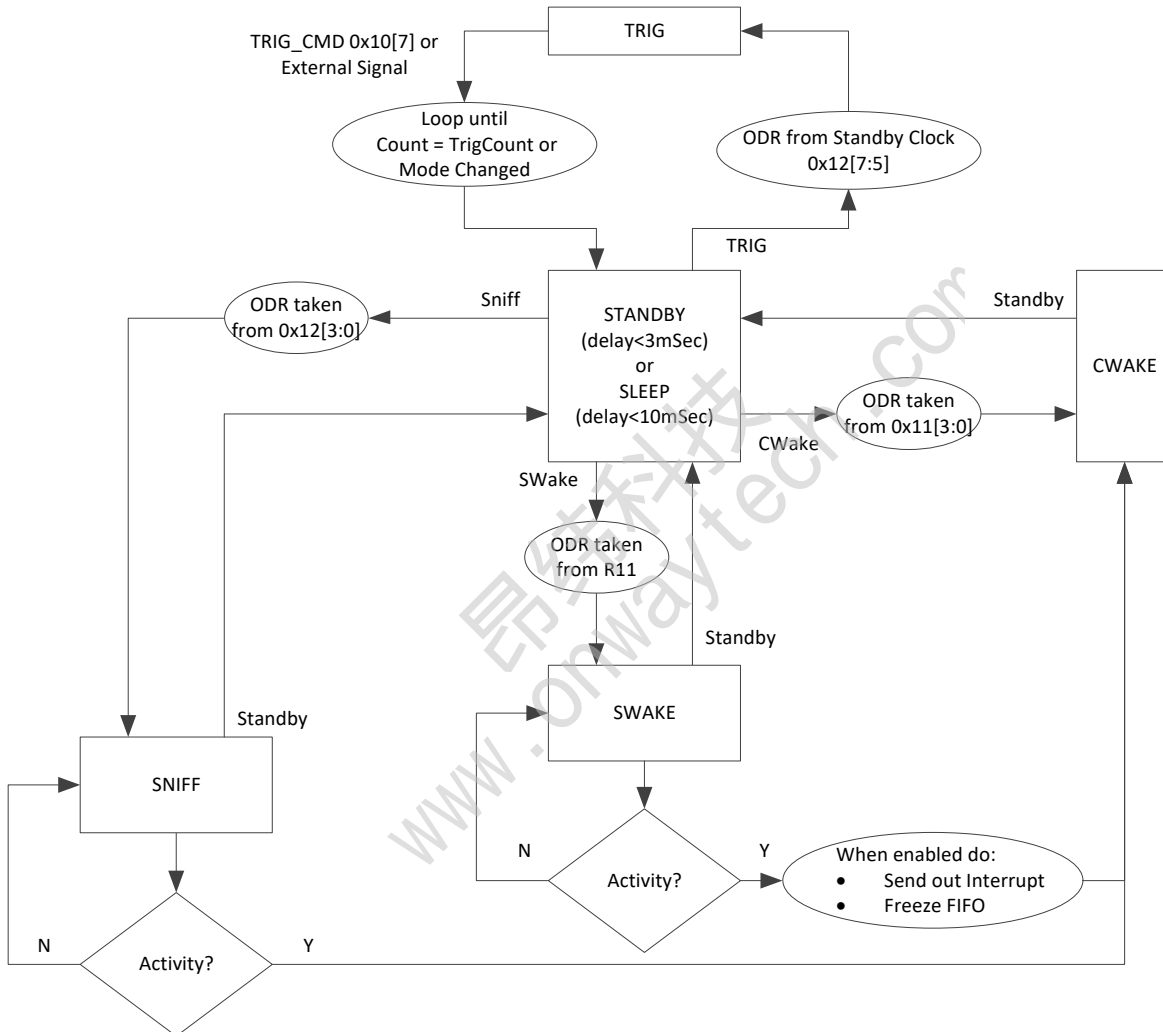 TRIG
TRIG_CMD 0x10[7] or
External Signal
Loop until
Count = TrigCount or
Mode Changed
ODR from Standby Clock
0x12[7:5]
TRIG
ODR taken
from 0x12[3:0]
Sniff
STANDBY
(delay<3mSec)
or
SLEEP
(delay<10mSec)
Standby
CWAKE
CWake
ODR taken
from 0x11[3:0]
SWake
ODR taken
from R11
Standby
SWAKE
Standby
SNIFF
N
Activity?
Y
When enabled do:
● Send out Interrupt
● Freeze FIFO
N
Activity?
Y
昂纬科技
www.onwaytech.com